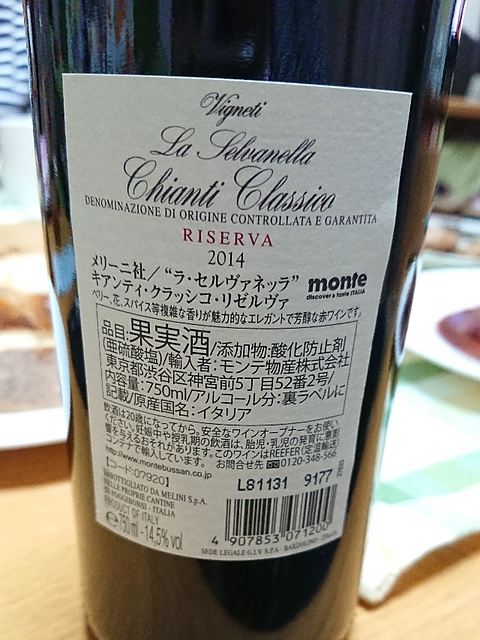 Vigneti
La Selvanella
Chianti Classico
DENOMINAZIONE DI ORIGINE CONTROLLATA E GARANTITA
RISERVA
2014
メリーニ社／“ラ・セルヴァネッラ”
キアンティ・クラッシコ・リゼルヴァ
monte
discover & taste ITALIA
ベリー、花、スパイス等複雑な香りが魅力的なエレガントで芳醇な赤ワインです。
品目:果実酒/添加物:酸化防止剤
(亜硫酸塩)/輸入者:モンテ物産株式会社
東京都渋谷区神宮前5丁目52番2号/
内容量:750ml/アルコール分:裏ラベルに
記載/原産国名:イタリア
飲酒は20歳になってから。安全なワインオープナーをお使い
ください。妊娠中や授乳期の飲酒は、胎児・乳児の発育に悪影
響を与えるおそれがあります。このワインはREEFER(定温輸送)
コンテナで輸入しています。 お問合せ先 0120-348-566
http://www.montebussan.co.jp
【コード:07920】
L81131 9177
IMBOTTIGLIATO DA MELINI S.p.A.
NELLE PROPRIE CANTINE
DI POGGIBONSI - ITALIA
PRODUCT OF ITALY
e 750 ml - 14,5% vol
4 907853 071200
SEDE LEGALE G.I.V. S.P.A. - BARDOLINO - ITALIA